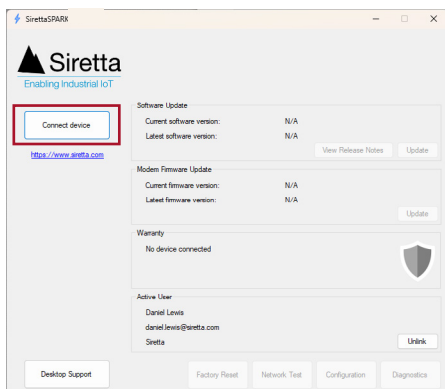 SirettaSPARK
Siretta
Enabling Industrial IoT
Connect device
https://www.siretta.com
Software Update
Current software version: N/A
Latest software version: N/A
View Release Notes Update
Modem Firmware Update
Current firmware version: N/A
Latest firmware version: N/A
Update
Warranty
No device connected
Active User
Daniel Lewis
daniel.lewis@siretta.com
Siretta
Unlink
Desktop Support Factory Reset Network Test Configuration Diagnostics